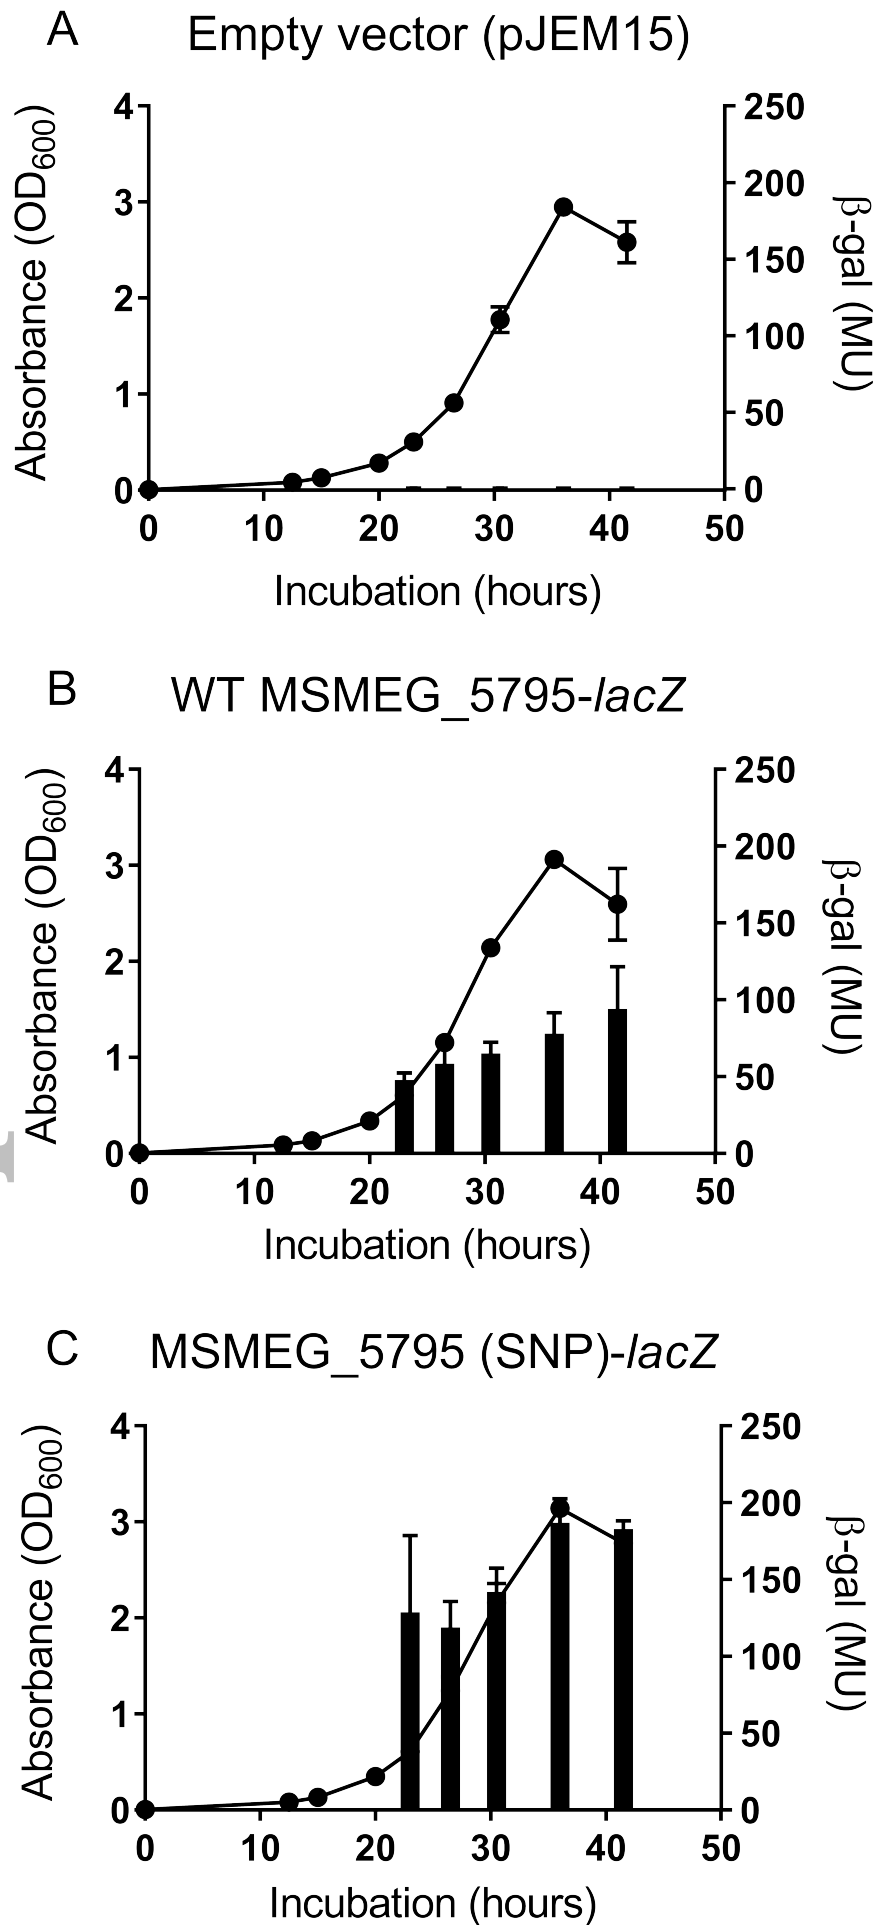 A
Empty vector (pJEM15)
Absorbance (OD600)
4
3
2
1
0
0 10 20 30 40 50
Incubation (hours)
250
200
150
100
50
0
β-gal (MU)
B
WT MSMEG_5795-lacZ
Absorbance (OD600)
4
3
2
1
0
0 10 20 30 40 50
Incubation (hours)
250
200
150
100
50
0
β-gal (MU)
C
MSMEG_5795 (SNP)-lacZ
Absorbance (OD600)
4
3
2
1
0
0 10 20 30 40 50
Incubation (hours)
250
200
150
100
50
0
β-gal (MU)